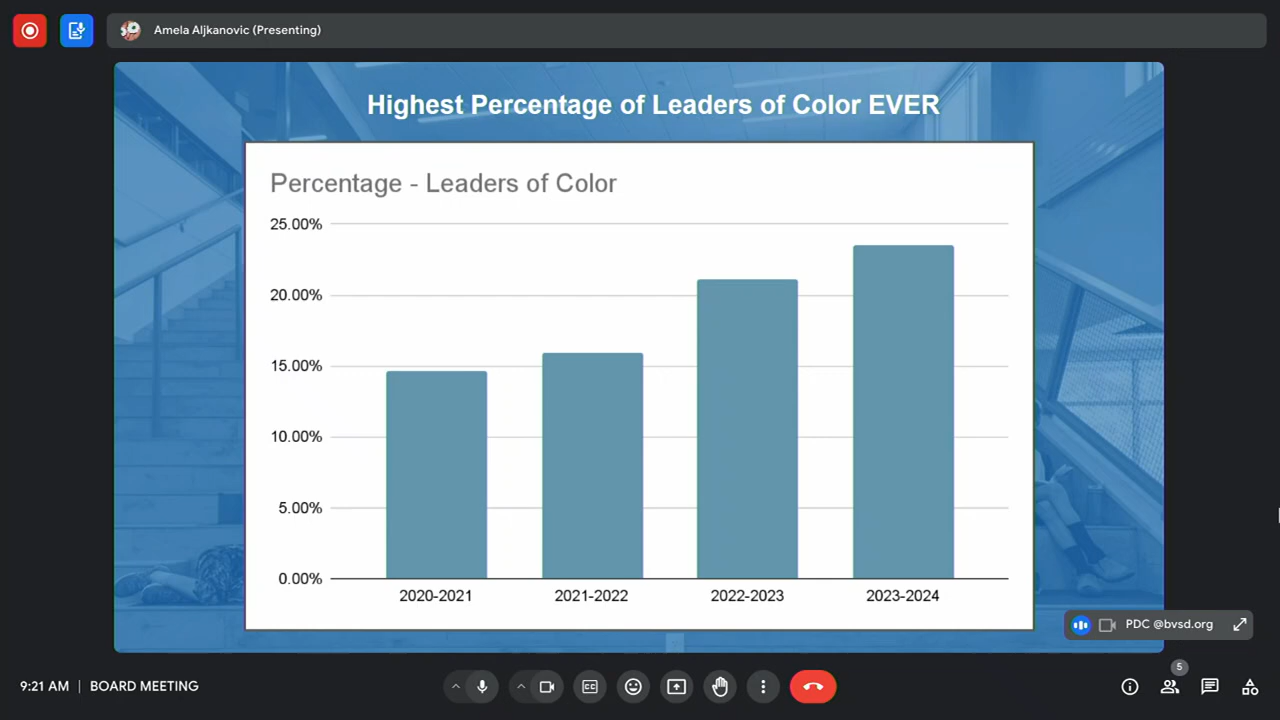 Amela Aljkanovic (Presenting)
Highest Percentage of Leaders of Color EVER
Percentage - Leaders of Color
25.00%
20.00%
15.00%
10.00%
5.00%
0.00%
2020-2021 2021-2022 2022-2023 2023-2024
PDC @bvsd.org
9:21 AM | BOARD MEETING
CC
5